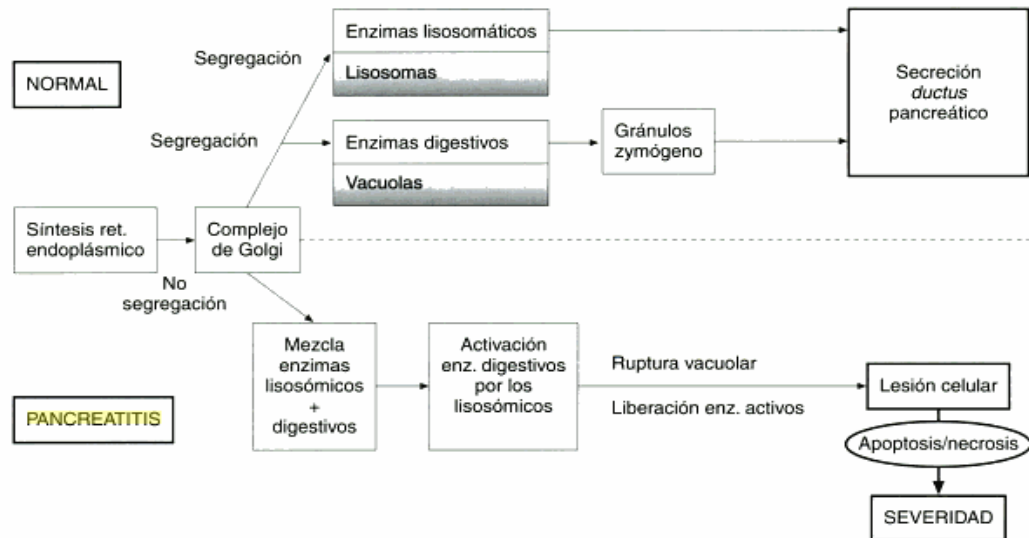 NORMAL
Segregación
Segregación
Enzimas lisosomáticos
Lisosomas
Enzimas digestivos
Vacuolas
Gránulos
zymógeno
Secreción
ductus
pancreático
Síntesis ret.
endoplásmico
Complejo
de Golgi
No
segregación
PANCREATITIS
Mezcla
enzimas
lisosómicos
+
digestivos
Activación
enz. digestivos
por los
lisosómicos
Ruptura vacuolar
Liberación enz. activos
Lesión celular
Apoptosis/necrosis
SEVERIDAD